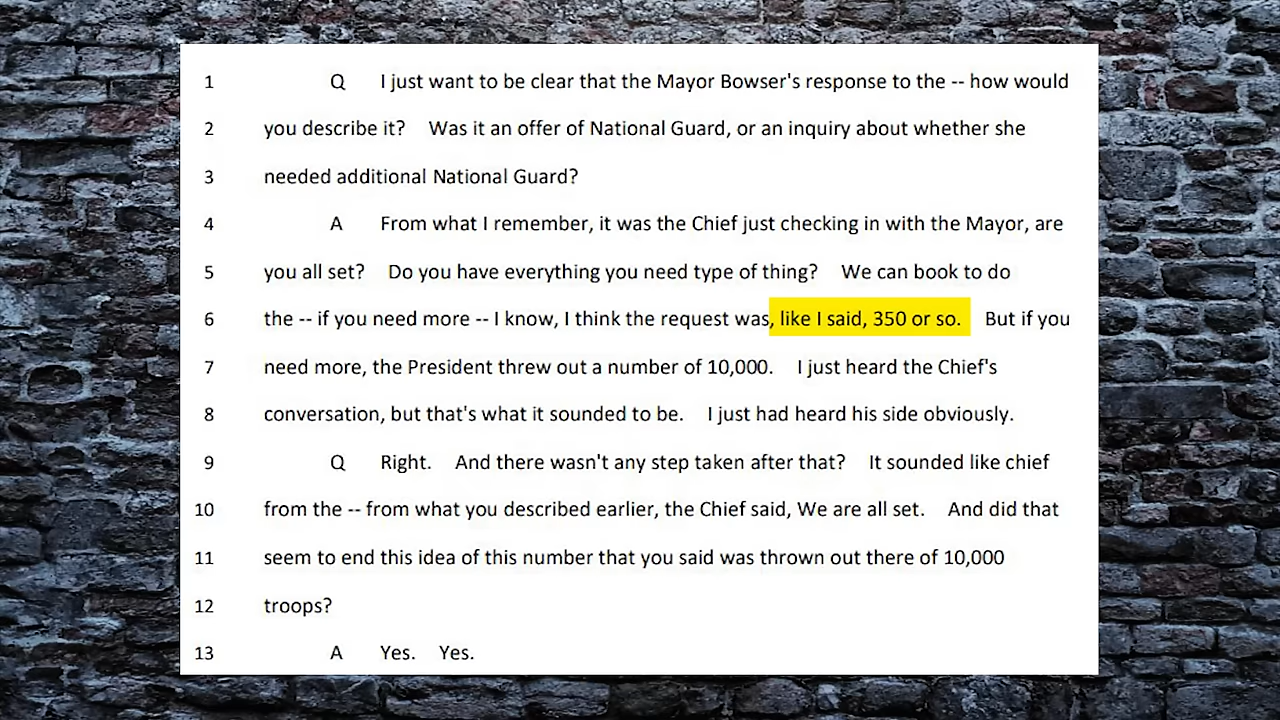 1 Q I just want to be clear that the Mayor Bowser's response to the -- how would
2 you describe it? Was it an offer of National Guard, or an inquiry about whether she
3 needed additional National Guard?
4 A From what I remember, it was the Chief just checking in with the Mayor, are
5 you all set? Do you have everything you need type of thing? We can book to do
6 the -- if you need more -- I know, I think the request was, like I said, 350 or so. But if you
7 need more, the President threw out a number of 10,000. I just heard the Chief's
8 conversation, but that's what it sounded to be. I just had heard his side obviously.
9 Q Right. And there wasn't any step taken after that? It sounded like chief
10 from the -- from what you described earlier, the Chief said, We are all set. And did that
11 seem to end this idea of this number that you said was thrown out there of 10,000
12 troops?
13 A Yes. Yes.